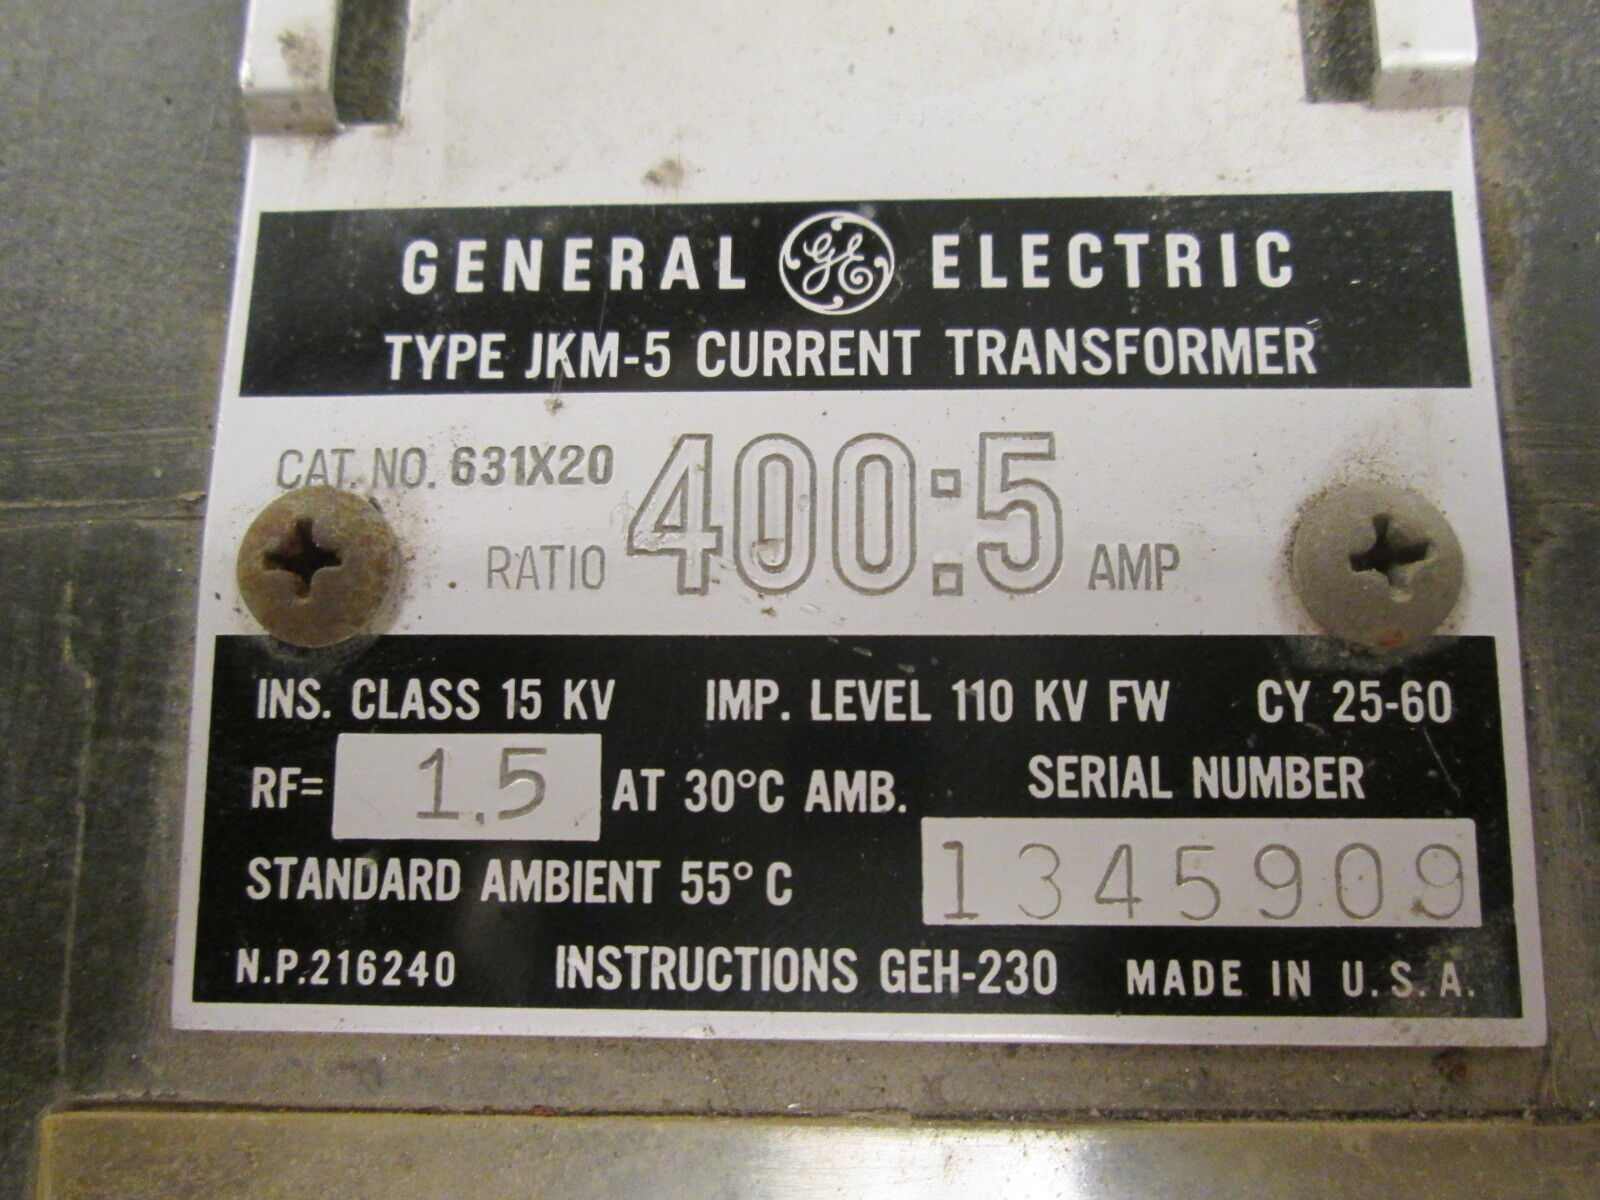 GENERAL GE ELECTRIC
TYPE JKM-5 CURRENT TRANSFORMER
CAT. NO. 631X20
RATIO 400:5 AMP
INS. CLASS 15 KV IMP. LEVEL 110 KV FW CY 25-60
RF= 1.5 AT 30°C AMB. SERIAL NUMBER
STANDARD AMBIENT 55° C 1345909
N.P.216240 INSTRUCTIONS GEH-230 MADE IN U.S.A.